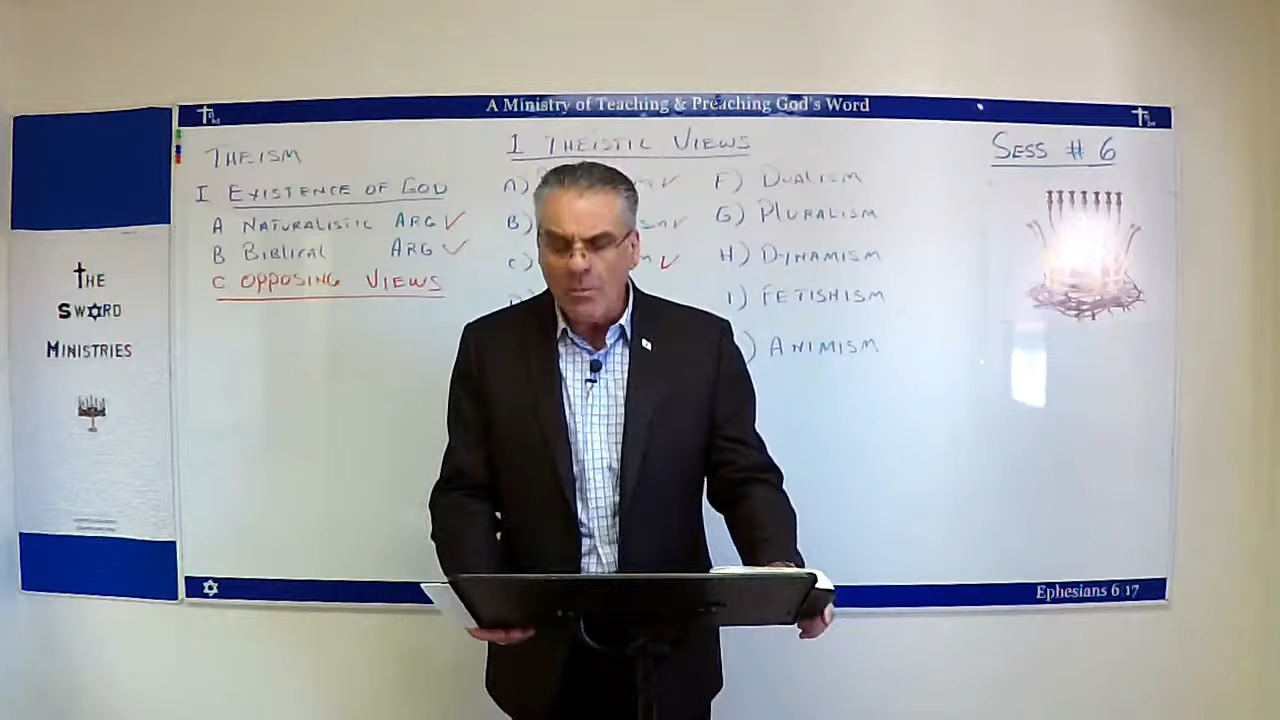 A Ministry of Teaching & Preaching God's Word
THE
SWORD
MINISTRIES
THEISM
I EXISTENCE OF GOD
A NATURALISTIC ARG ✓
B BIBLICAL ARG ✓
C OPPOSING VIEWS
I THEISTIC VIEWS
A) M ✓
B) SM ✓
C) M ✓
F) DUALISM
G) PLURALISM
H) DYNAMISM
I) FETISHISM
) ANIMISM
SESS # 6
Ephesians 6:17